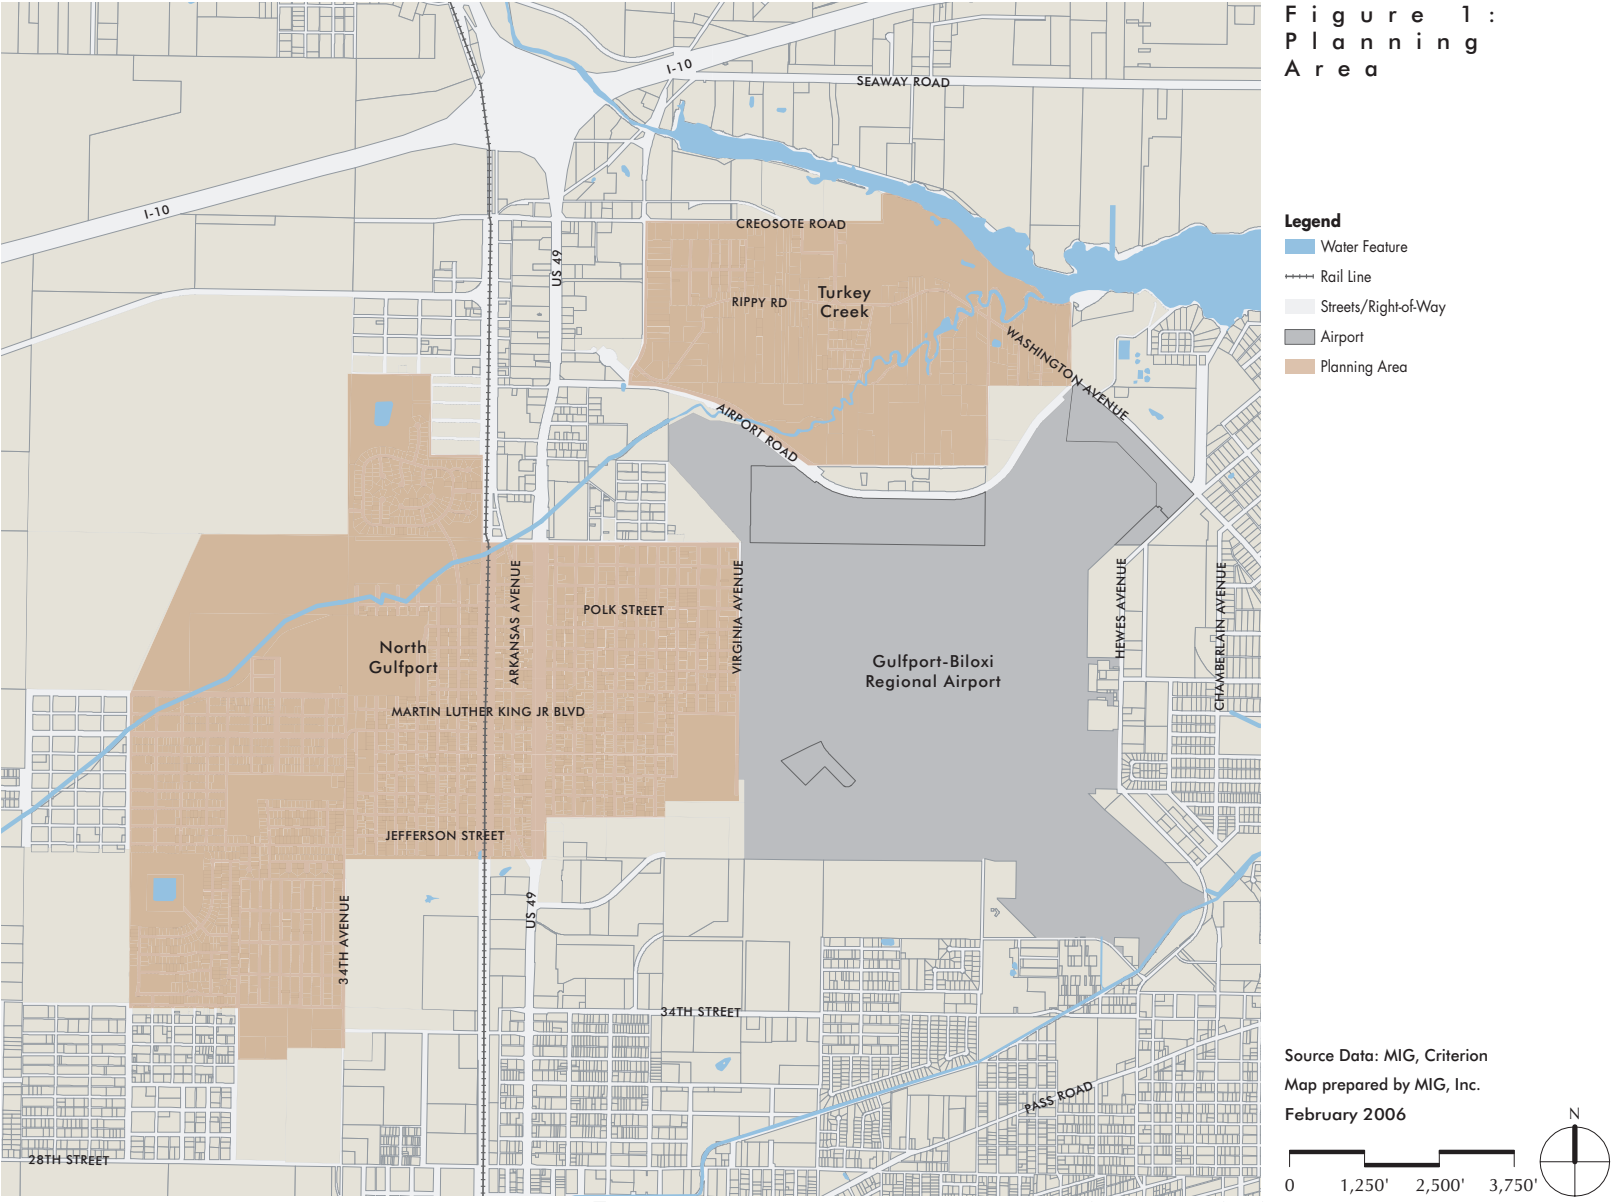 Figure 1:
Planning
Area
I-10
SEAWAY ROAD
I-10
CREOSOTE ROAD
US 49
RIPPY RD
Turkey
Creek
WASHINGTON AVENUE
AIRPORT ROAD
Legend
Water Feature
Rail Line
Streets/Right-of-Way
Airport
Planning Area
ARKANSAS AVENUE
POLK STREET
VIRGINIA AVENUE
HEWES AVENUE
CHAMBERLAIN AVENUE
North
Gulfport
Gulfport-Biloxi
Regional Airport
MARTIN LUTHER KING JR BLVD
JEFFERSON STREET
34TH AVENUE
US 49
34TH STREET
PASS ROAD
28TH STREET
Source Data: MIG, Criterion
Map prepared by MIG, Inc.
February 2006
N
0 1,250' 2,500' 3,750'